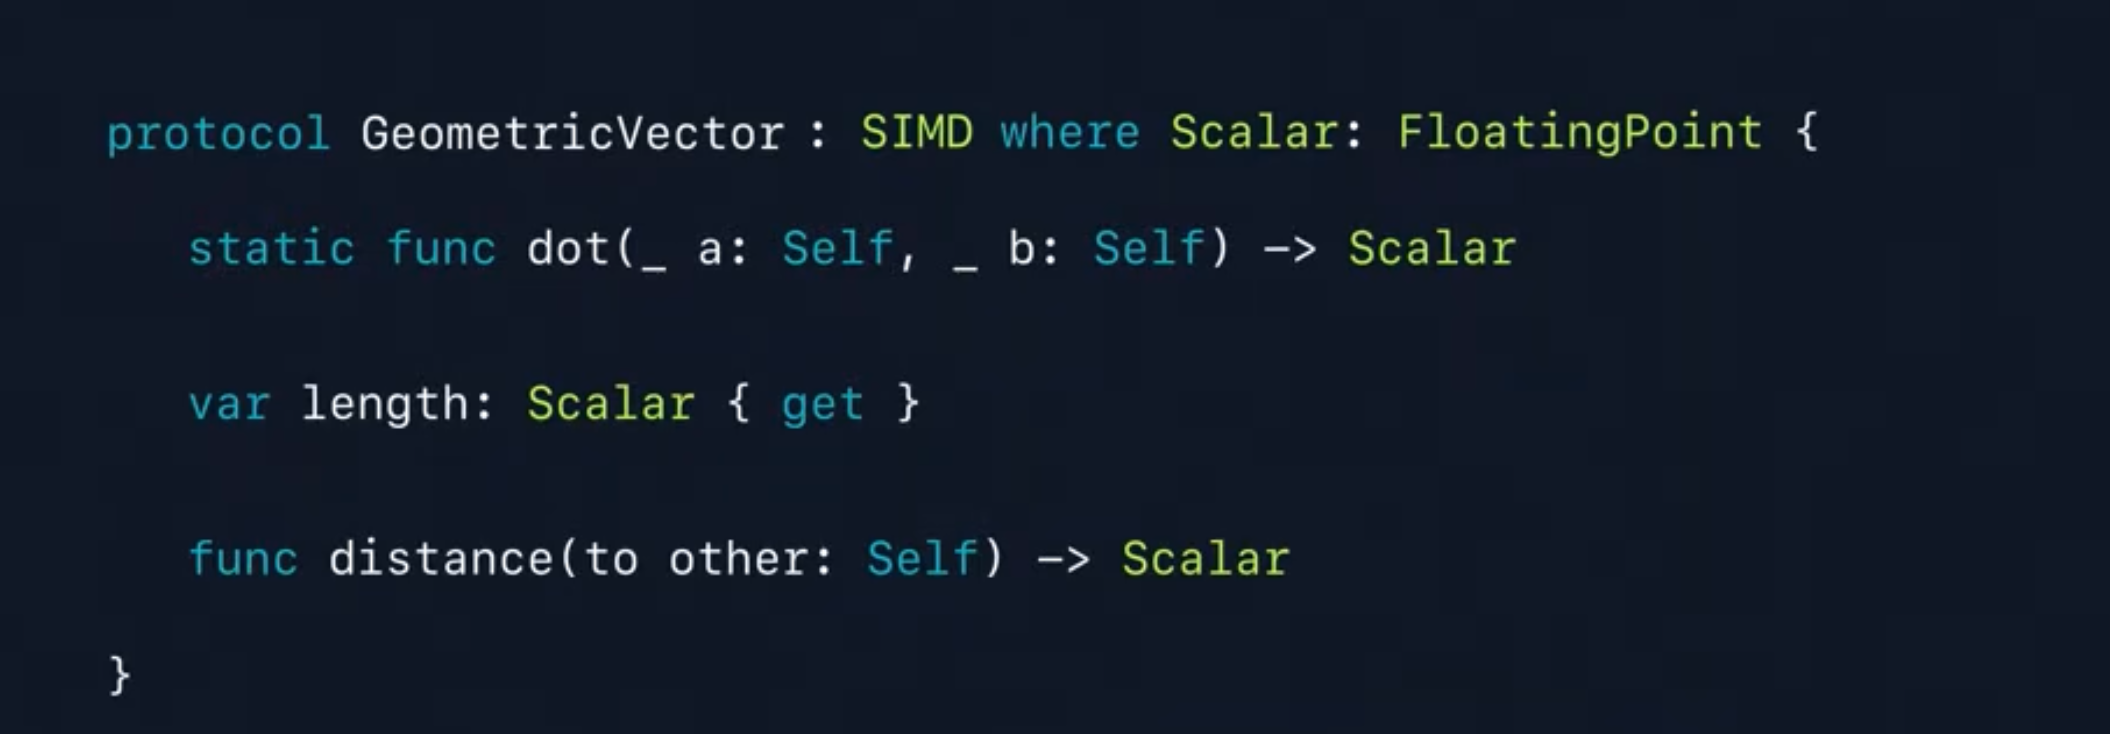 protocol GeometricVector : SIMD where Scalar: FloatingPoint {
static func dot(_ a: Self, _ b: Self) -> Scalar
var length: Scalar { get }
func distance(to other: Self) -> Scalar
}